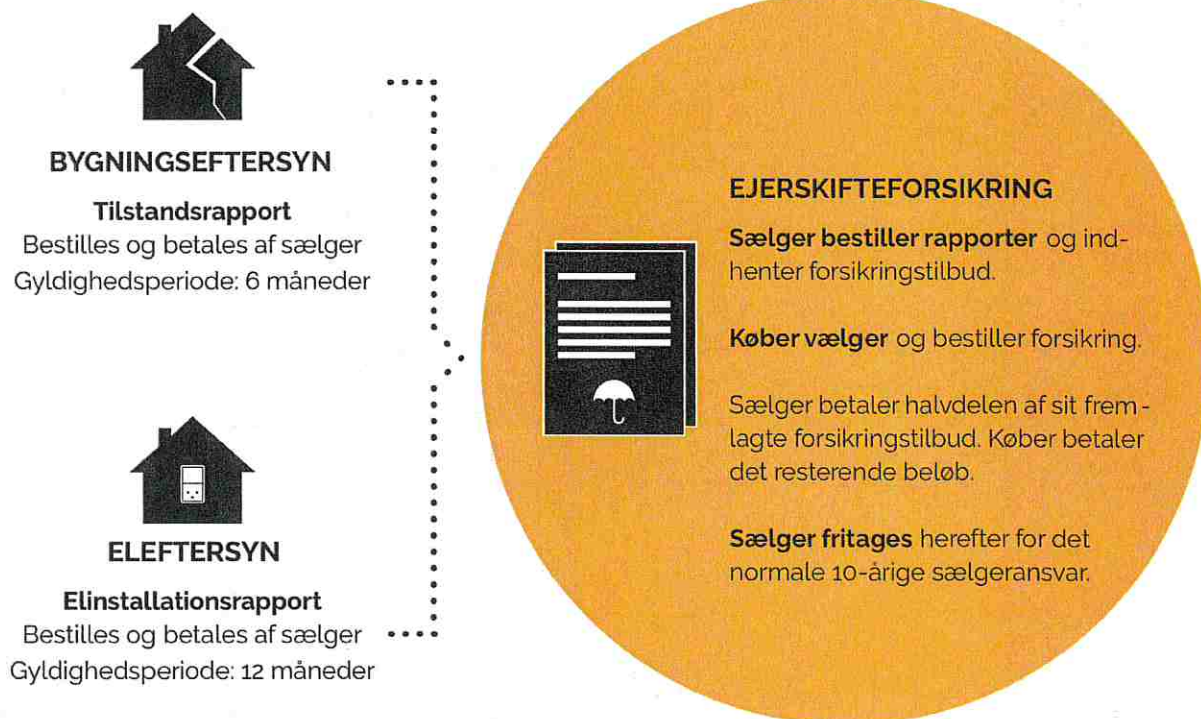 BYGNINGSEFTERSYN
Tilstandsrapport
Bestilles og betales af sælger
Gyldighedsperiode: 6 måneder
ELEFTERSYN
Elinstallationsrapport
Bestilles og betales af sælger
Gyldighedsperiode: 12 måneder
EJERSKIFTEFORSIKRING
Sælger bestiller rapporter og ind-
henter forsikringstilbud.
Køber vælger og bestiller forsikring.
Sælger betaler halvdelen af sit frem-
lagte forsikringstilbud. Køber betaler
det resterende beløb.
Sælger fritages herefter for det
normale 10-årige sælgeransvar.